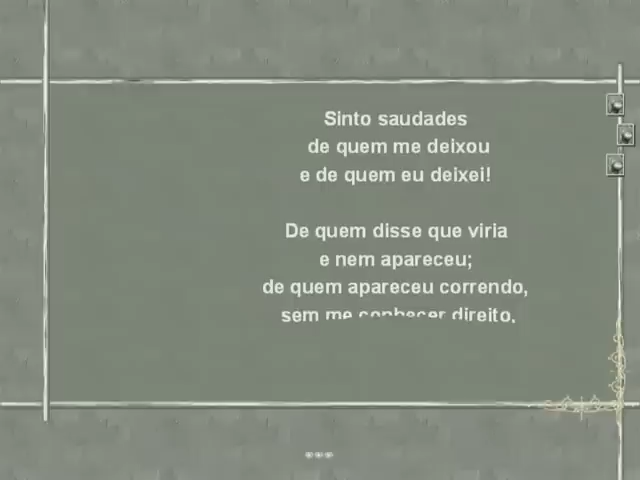 Sinto saudades
de quem me deixou
e de quem eu deixei!
De quem disse que viria
e nem apareceu;
de quem apareceu correndo,
sem me conhecer direito,